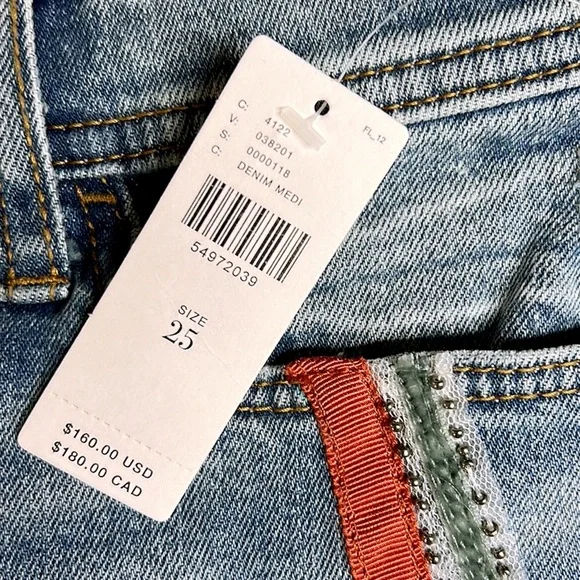 FL_12
C: 4122
V: 038201
S: 0000118
C: DENIM MEDI
54972039
SIZE
25
$160.00 USD
$180.00 CAD